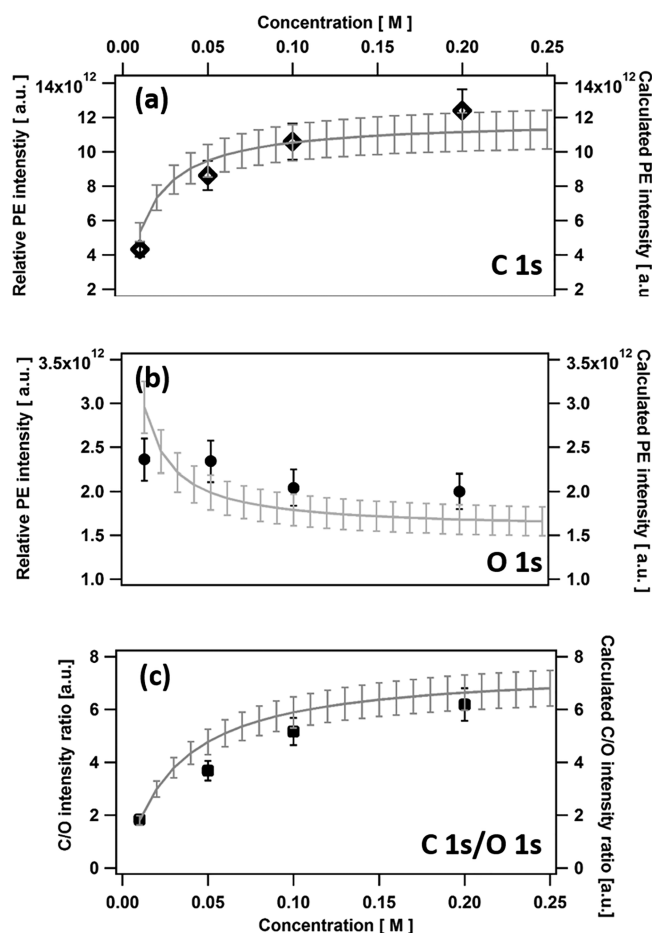 Concentration [ M ]
0.00 0.05 0.10 0.15 0.20 0.25
14x10¹² 14x10¹²
(a)
12 12
10 10
8 8
6 6
4 4
2 2
Relative PE intenstiy [ a.u. ]
Calculated PE intensity [ a.u
C 1s
3.5x10¹² 3.5x10¹²
(b)
3.0 3.0
2.5 2.5
2.0 2.0
1.5 1.5
1.0 1.0
Relative PE intensity [ a.u. ]
Calculated PE intensity [ a.u. ]
O 1s
8 8
(c)
6 6
4 4
2 2
0 0
C/O intensity ratio [a.u.]
Calculated C/O intensity ratio [a.u.]
C 1s/O 1s
0.00 0.05 0.10 0.15 0.20 0.25
Concentration [ M ]